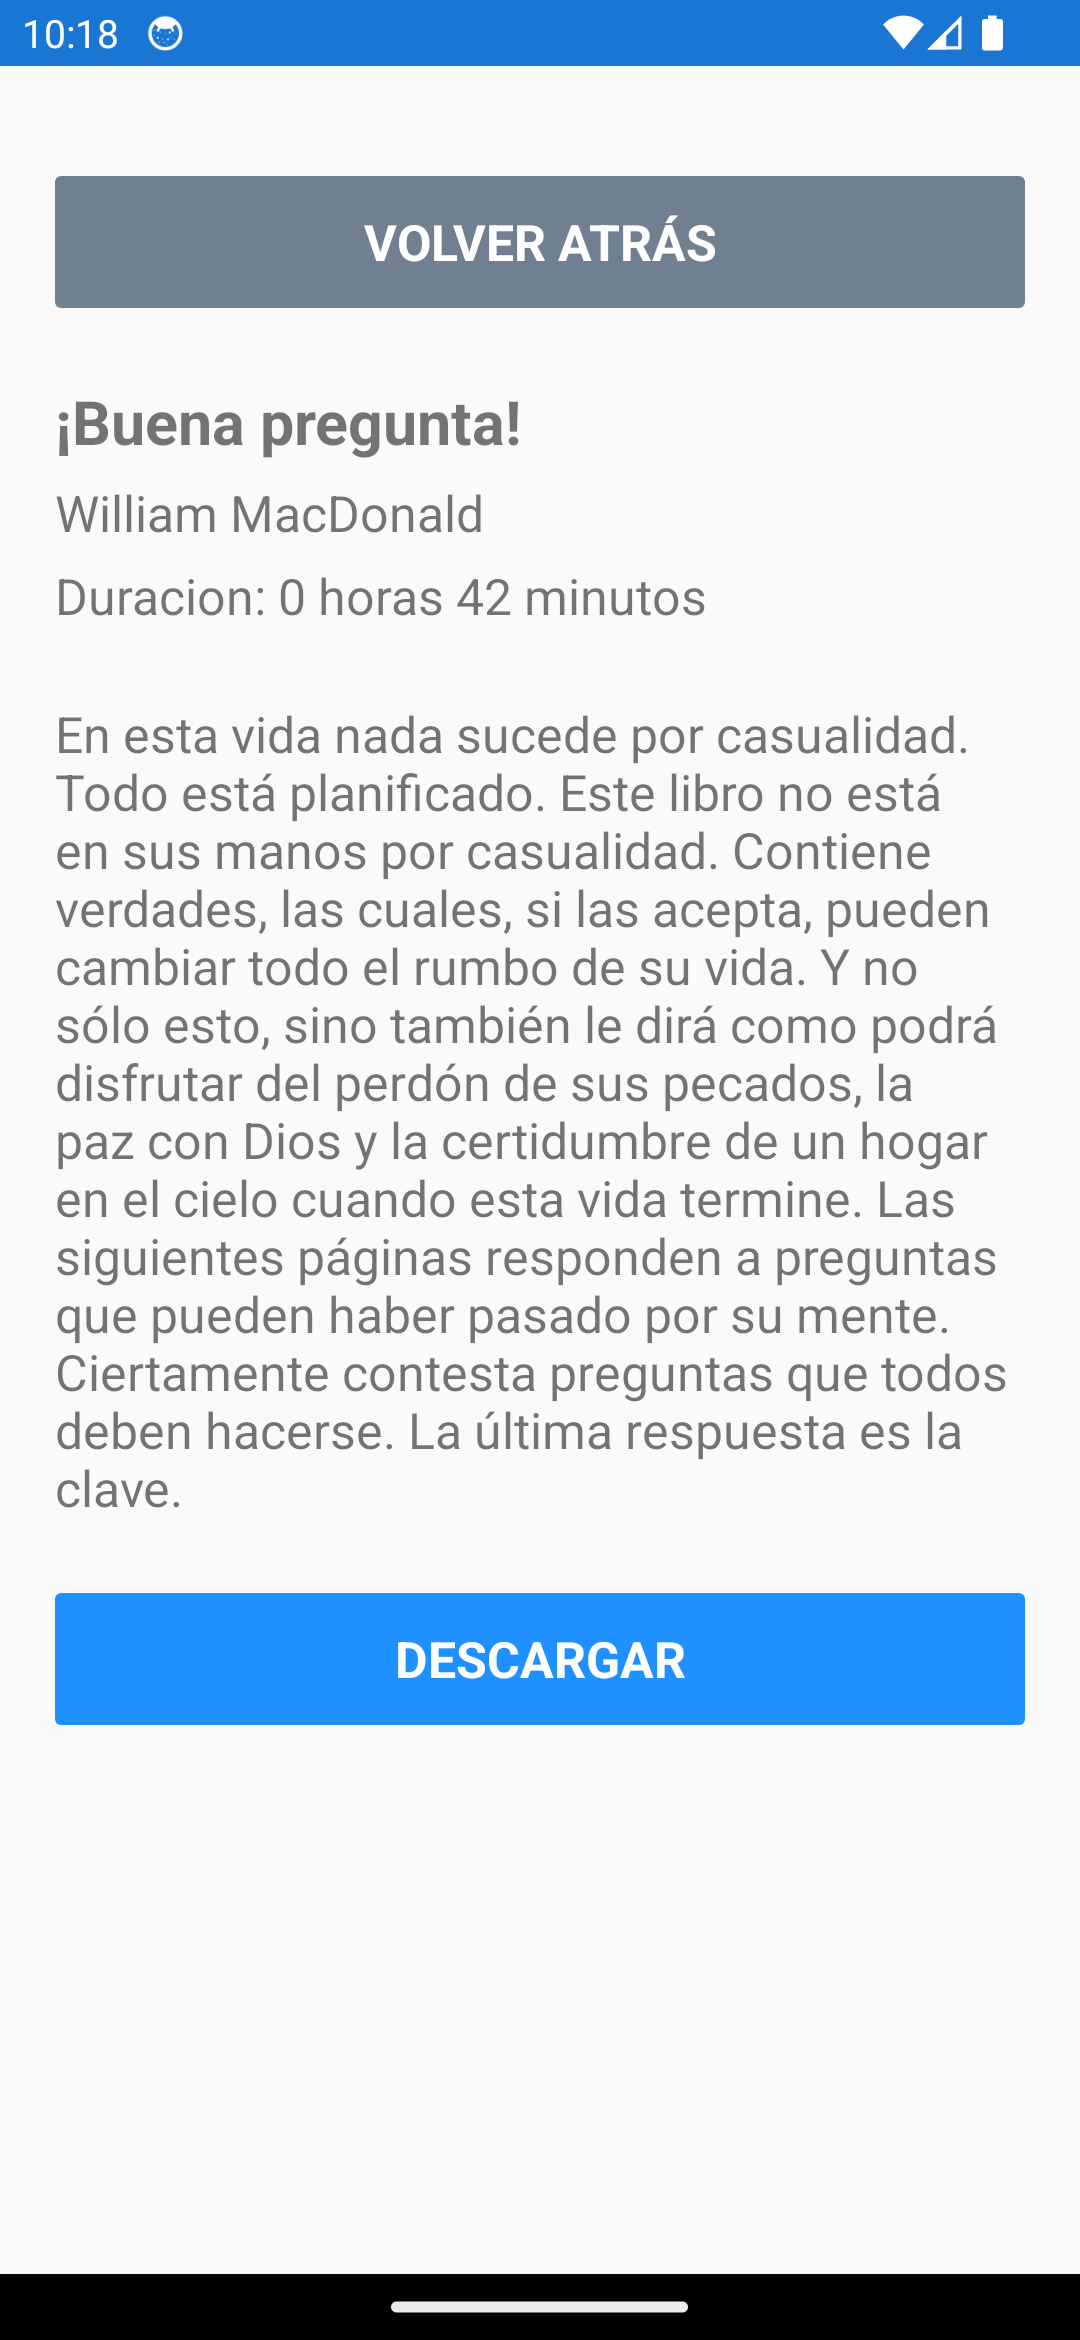 10:18
VOLVER ATRÁS
¡Buena pregunta!
William MacDonald
Duracion: 0 horas 42 minutos
En esta vida nada sucede por casualidad.
Todo está planificado. Este libro no está
en sus manos por casualidad. Contiene
verdades, las cuales, si las acepta, pueden
cambiar todo el rumbo de su vida. Y no
sólo esto, sino también le dirá como podrá
disfrutar del perdón de sus pecados, la
paz con Dios y la certidumbre de un hogar
en el cielo cuando esta vida termine. Las
siguientes páginas responden a preguntas
que pueden haber pasado por su mente.
Ciertamente contesta preguntas que todos
deben hacerse. La última respuesta es la
clave.
DESCARGAR